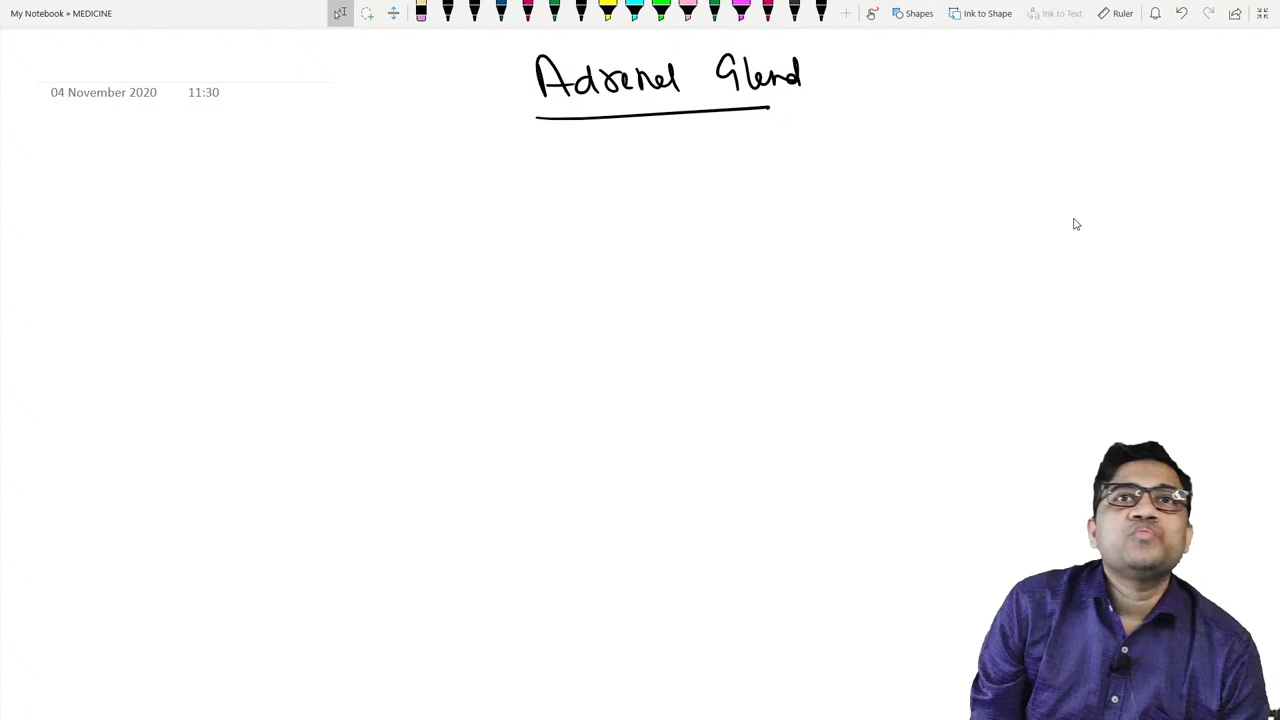 My Notebook » MEDICINE
Shapes
Ink to Shape
Ink to Text
Ruler
Adrenal Gland
04 November 2020 11:30